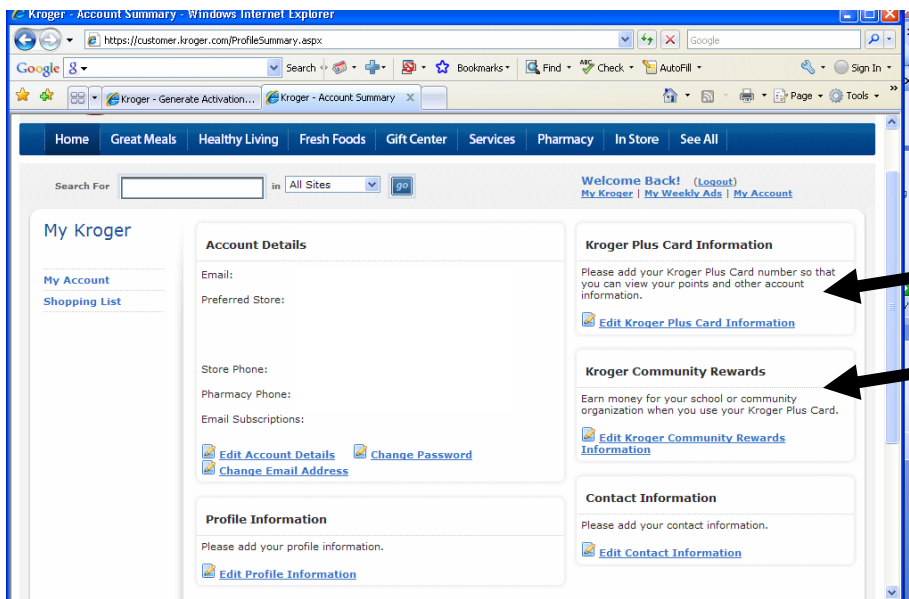 Kroger - Account Summary - Windows Internet Explorer
https://customer.kroger.com/ProfileSummary.aspx
Google
Google
Search
Bookmarks
Find
ABC Check
AutoFill
Sign In
Kroger - Generate Activation...
Kroger - Account Summary X
Page
Tools
Home Great Meals Healthy Living Fresh Foods Gift Center Services Pharmacy In Store See All
Search For
in
All Sites
go
Welcome Back! (Logout)
My Kroger | My Weekly Ads | My Account
My Kroger
My Account
Shopping List
Account Details
Email:
Preferred Store:
Store Phone:
Pharmacy Phone:
Email Subscriptions:
Edit Account Details Change Password
Change Email Address
Profile Information
Please add your profile information.
Edit Profile Information
Kroger Plus Card Information
Please add your Kroger Plus Card number so that
you can view your points and other account
information.
Edit Kroger Plus Card Information
Kroger Community Rewards
Earn money for your school or community
organization when you use your Kroger Plus Card.
Edit Kroger Community Rewards
Information
Contact Information
Please add your contact information.
Edit Contact Information